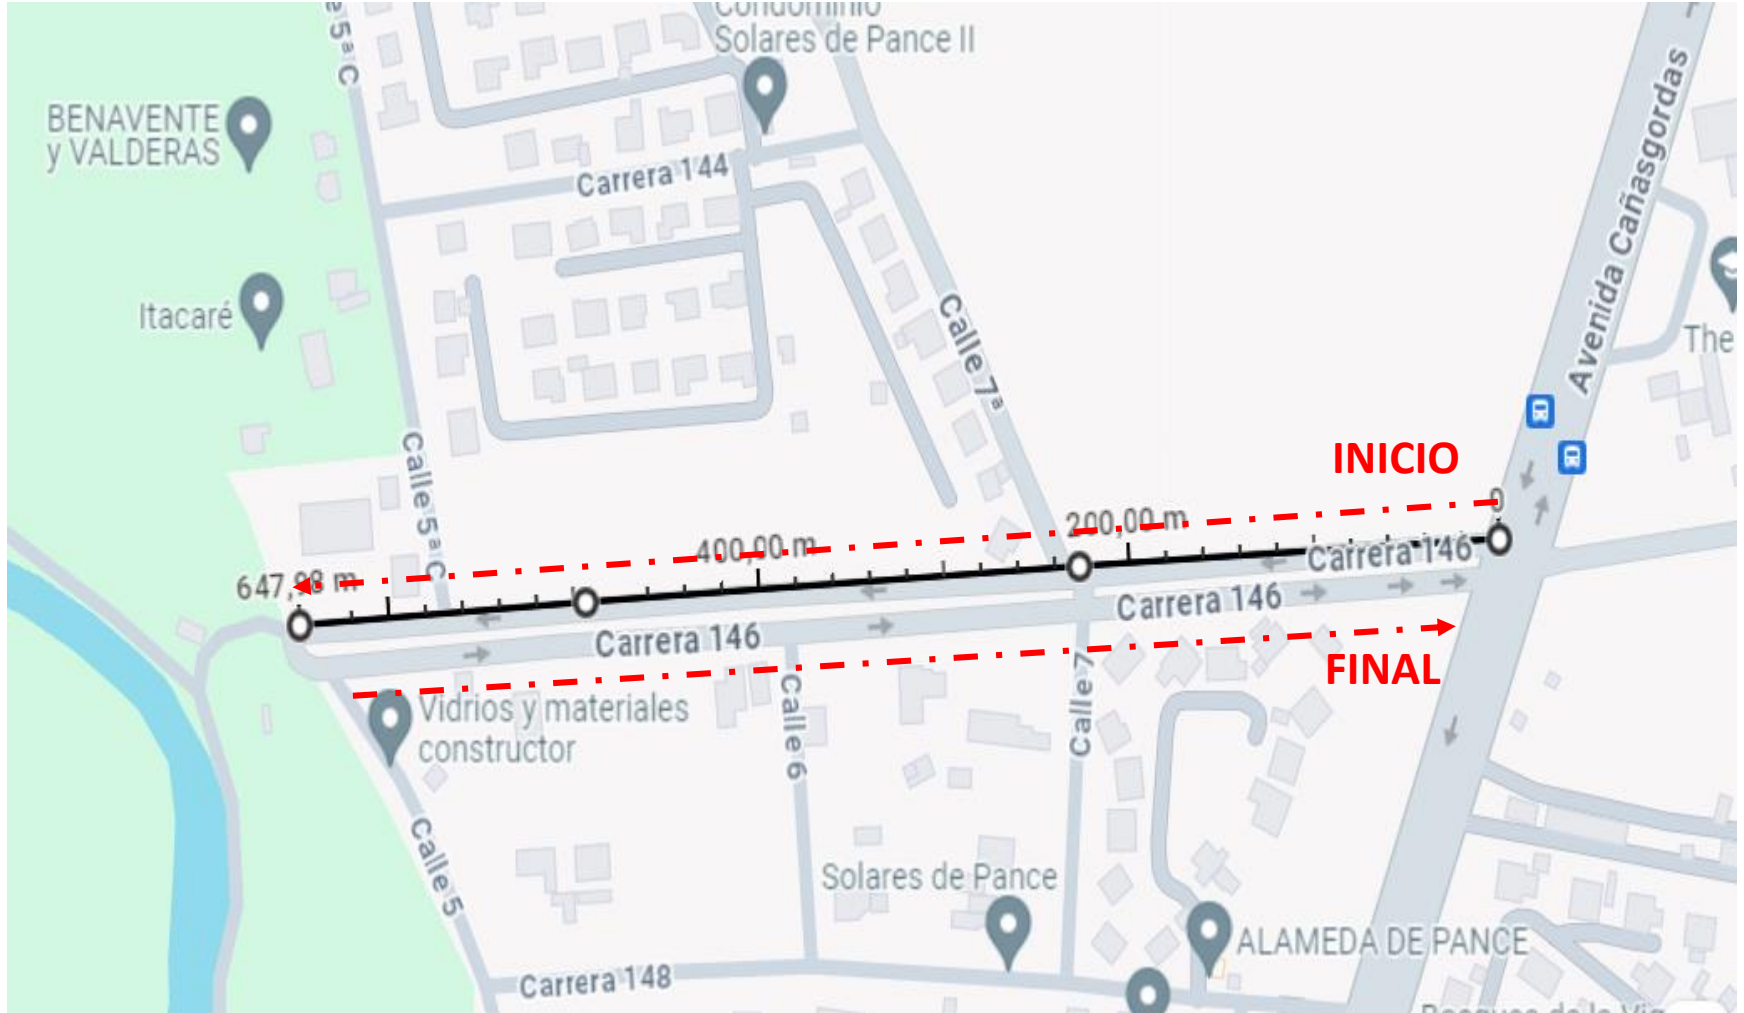 Condominio
Solares de Pance II
e 5ª C
BENAVENTE
y VALDERAS
Carrera 144
Avenida Cañasgordas
Itacaré
Calle 7ª
The
INICIO
Calle 5ª C
0
200,00 m
400,00 m
647,98 m
Carrera 146
Carrera 146
Carrera 146
FINAL
Calle 7
Calle 6
Vidrios y materiales
constructor
Calle 5
Solares de Pance
ALAMEDA DE PANCE
Carrera 148